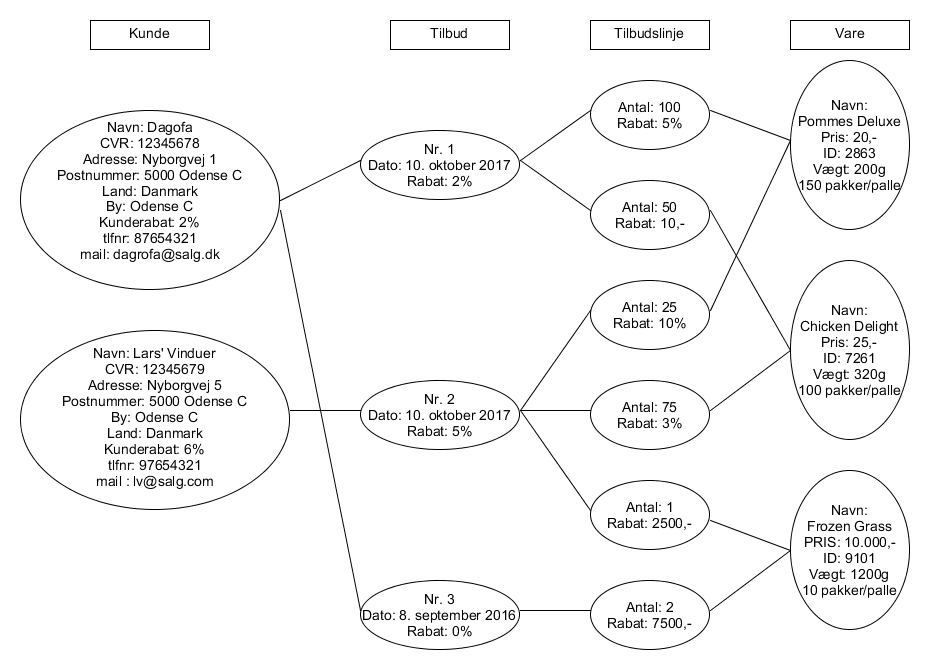 Kunde
Tilbud
Tilbudslinje
Vare
Navn: Dagofa
CVR: 12345678
Adresse: Nyborgvej 1
Postnummer: 5000 Odense C
Land: Danmark
By: Odense C
Kunderabat: 2%
tlfnr: 87654321
mail: dagrofa@salg.dk
Navn: Lars' Vinduer
CVR: 12345679
Adresse: Nyborgvej 5
Postnummer: 5000 Odense C
By: Odense C
Land: Danmark
Kunderabat: 6%
tlfnr: 97654321
mail : lv@salg.com
Nr. 1
Dato: 10. oktober 2017
Rabat: 2%
Nr. 2
Dato: 10. oktober 2017
Rabat: 5%
Nr. 3
Dato: 8. september 2016
Rabat: 0%
Antal: 100
Rabat: 5%
Antal: 50
Rabat: 10,-
Antal: 25
Rabat: 10%
Antal: 75
Rabat: 3%
Antal: 1
Rabat: 2500,-
Antal: 2
Rabat: 7500,-
Navn:
Pommes Deluxe
Pris: 20,-
ID: 2863
Vægt: 200g
150 pakker/palle
Navn:
Chicken Delight
Pris: 25,-
ID: 7261
Vægt: 320g
100 pakker/palle
Navn:
Frozen Grass
PRIS: 10.000,-
ID: 9101
Vægt: 1200g
10 pakker/palle